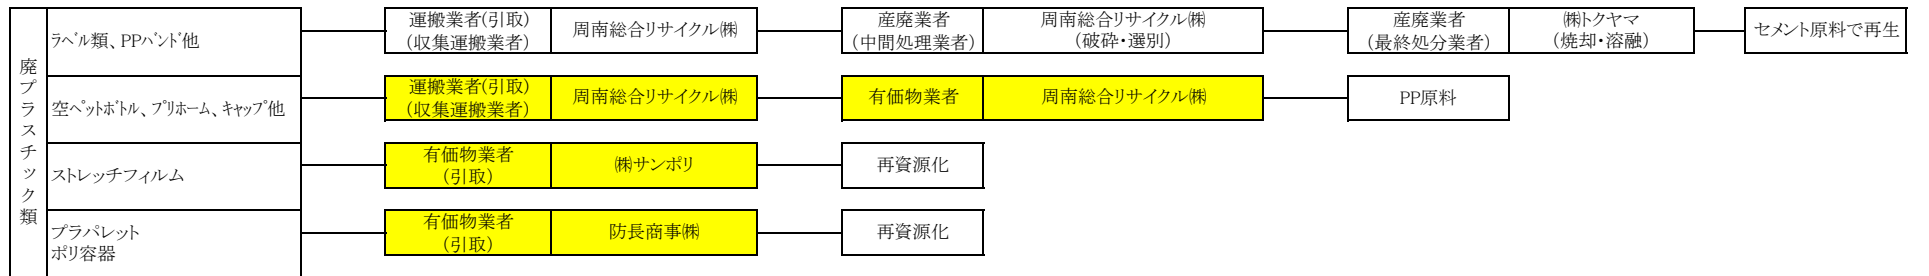 廃プラスチック類
ﾗﾍﾞﾙ類、PPﾊﾞﾝﾄﾞ他
運搬業者(引取)
(収集運搬業者)
周南総合リサイクル㈱
産廃業者
(中間処理業者)
周南総合リサイクル㈱
(破砕・選別)
産廃業者
(最終処分業者)
㈱トクヤマ
(焼却・溶融)
セメント原料で再生
空ﾍﾟｯﾄﾎﾞﾄﾙ、ﾌﾟﾘﾎｰﾑ、ｷｬｯﾌﾟ他
運搬業者(引取)
(収集運搬業者)
周南総合リサイクル㈱
有価物業者
周南総合リサイクル㈱
PP原料
ストレッチフィルム
有価物業者
(引取)
㈱サンポリ
再資源化
プラパレット
ポリ容器
有価物業者
(引取)
防長商事㈱
再資源化